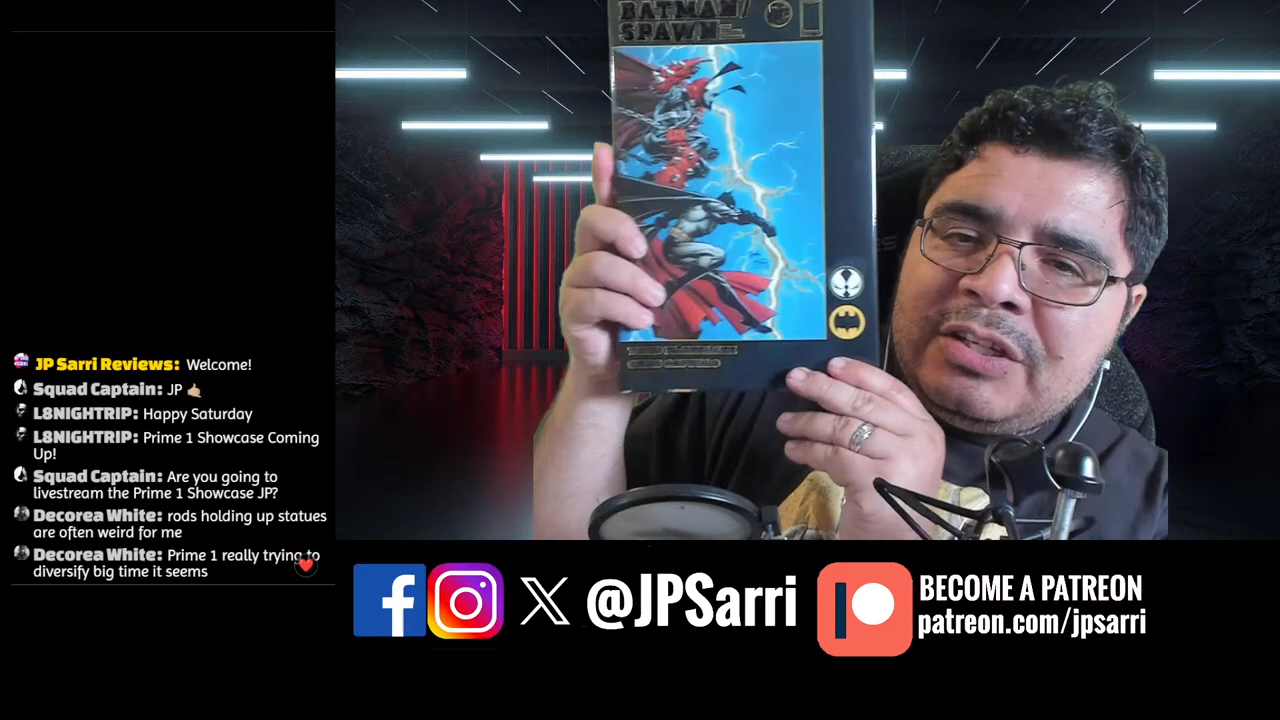 BATMAN/
SPAWN
JP Sarri Reviews: Welcome!
Squad Captain: JP 🤙🏼
L8NIGHTRIP: Happy Saturday
L8NIGHTRIP: Prime 1 Showcase Coming
Up!
Squad Captain: Are you going to
livestream the Prime 1 Showcase JP?
Decorea White: rods holding up statues
are often weird for me
Decorea White: Prime 1 really trying to
diversify big time it seems
@JPSarri
BECOME A PATREON
patreon.com/jpsarri